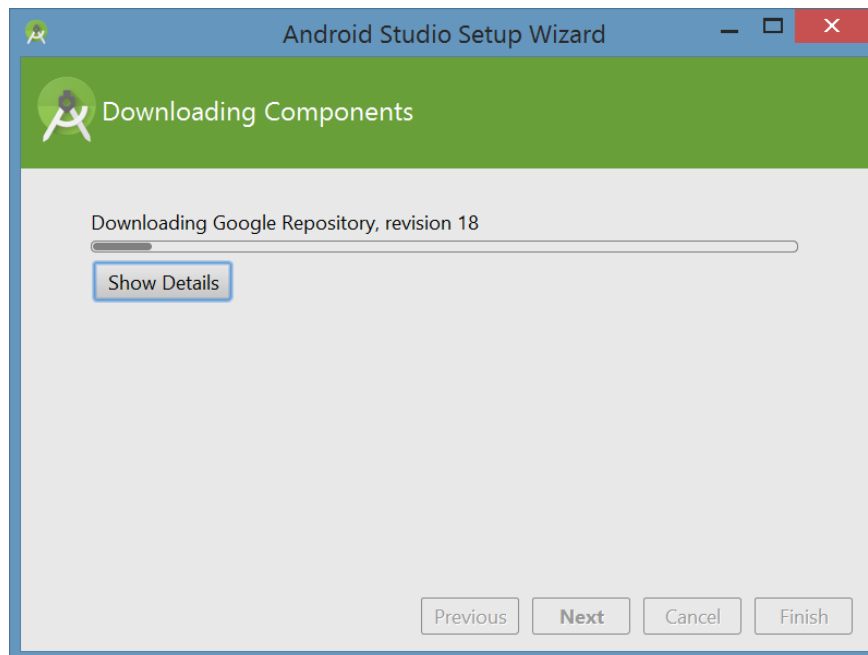 Android Studio Setup Wizard
Downloading Components
Downloading Google Repository, revision 18
Show Details
Previous Next Cancel Finish